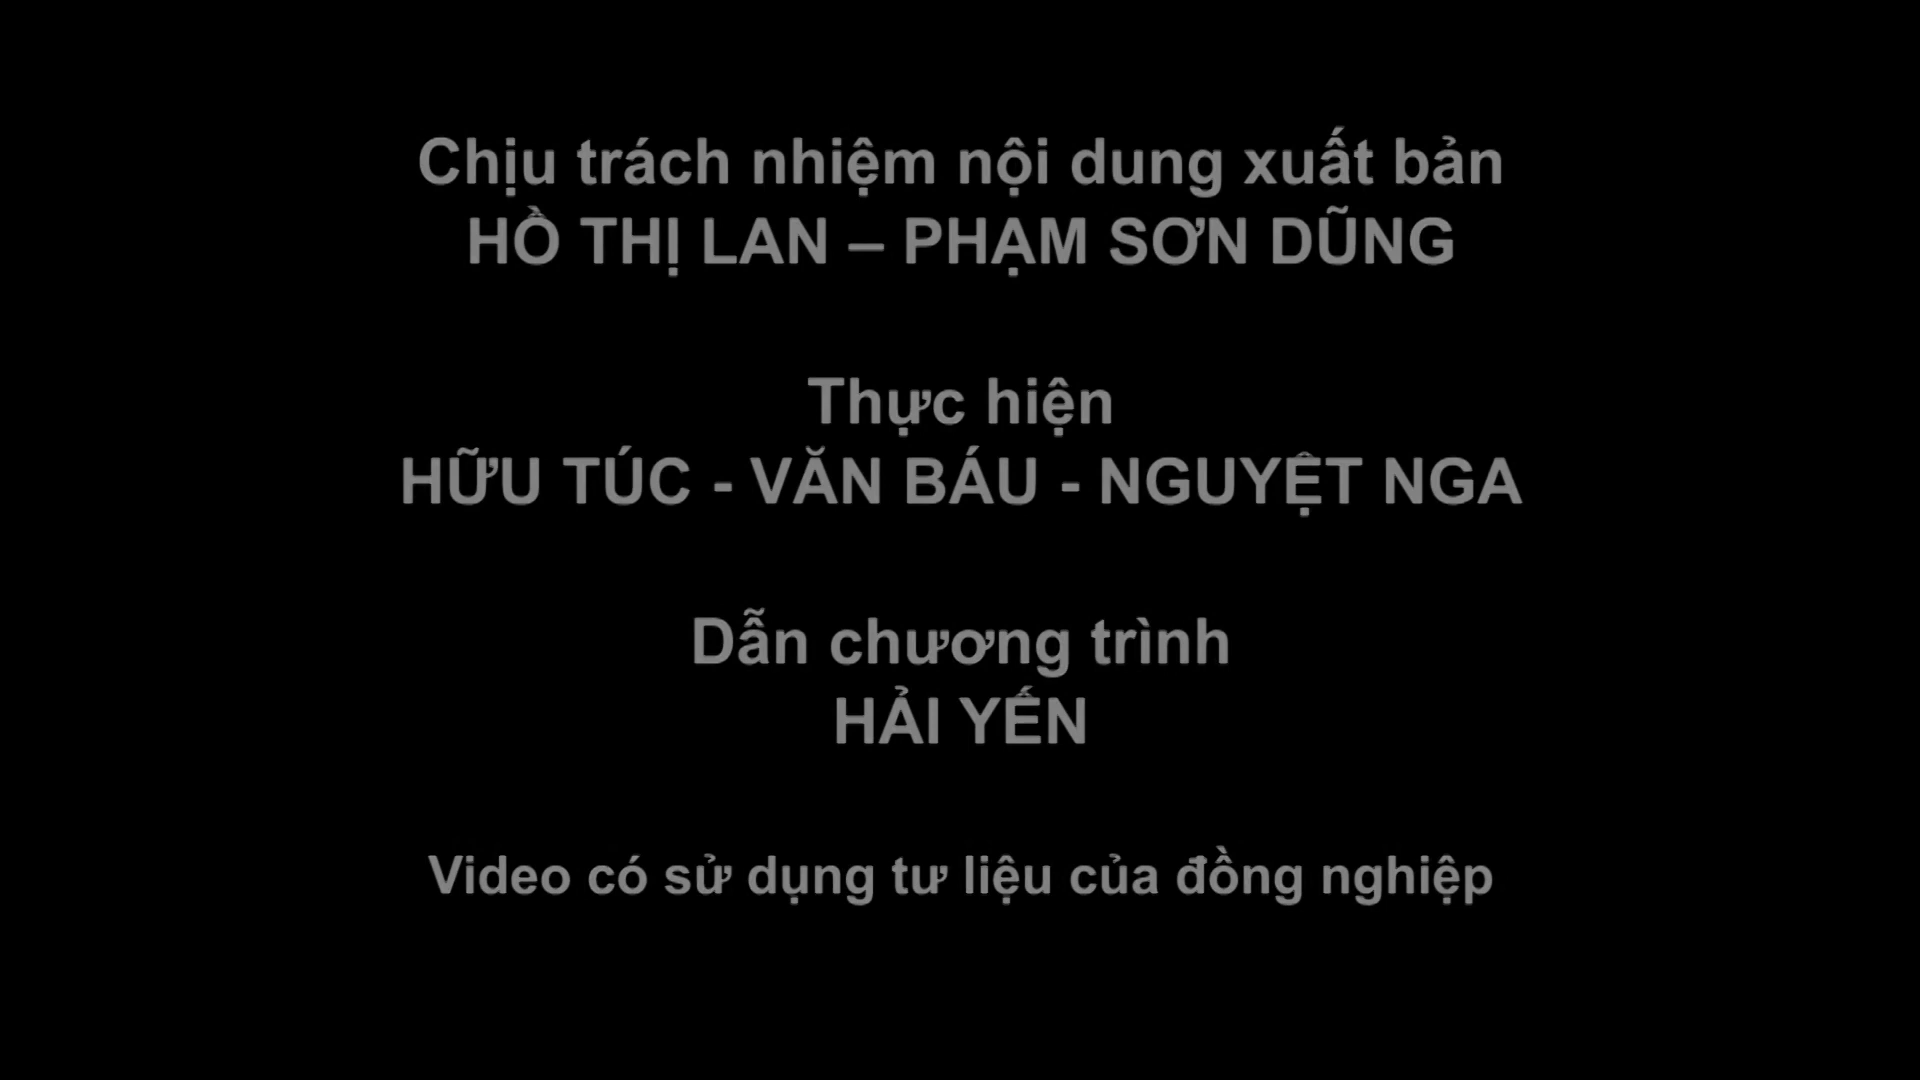 Chịu trách nhiệm nội dung xuất bản
HỒ THỊ LAN – PHẠM SƠN DŨNG
Thực hiện
HỮU TÚC - VĂN BÁU - NGUYỆT NGA
Dẫn chương trình
HẢI YẾN
Video có sử dụng tư liệu của đồng nghiệp